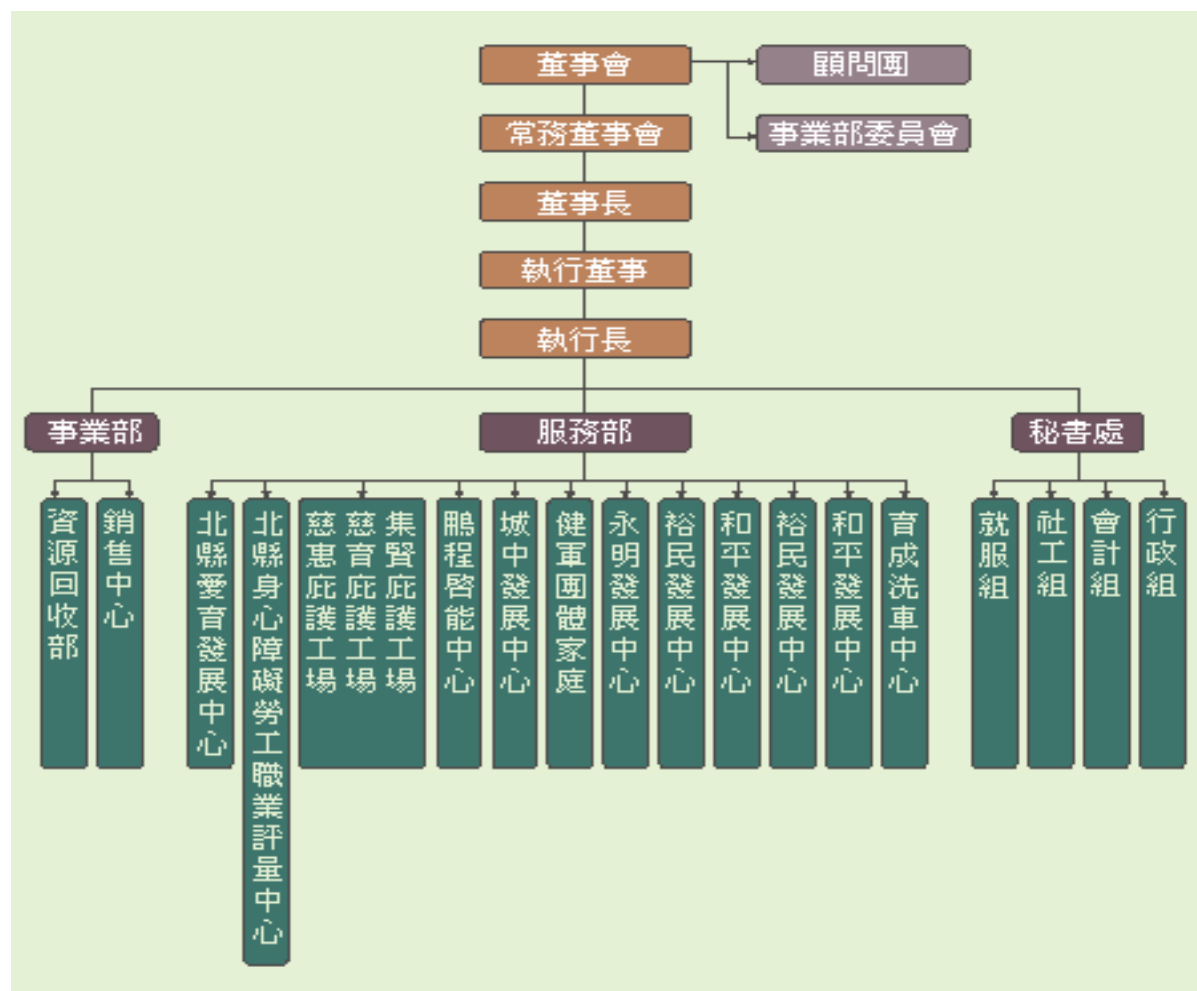 董事會
顧問團
常務董事會
事業部委員會
董事長
執行董事
執行長
事業部
服務部
秘書處
資源回收部
銷售中心
北縣愛育發展中心
北縣身心障礙勞工職業評量中心
慈惠庇護工場
慈育庇護工場
集賢庇護工場
鵬程啓能中心
城中發展中心
健軍團體家庭
永明發展中心
裕民發展中心
和平發展中心
裕民發展中心
和平發展中心
育成洗車中心
就服組
社工組
會計組
行政組